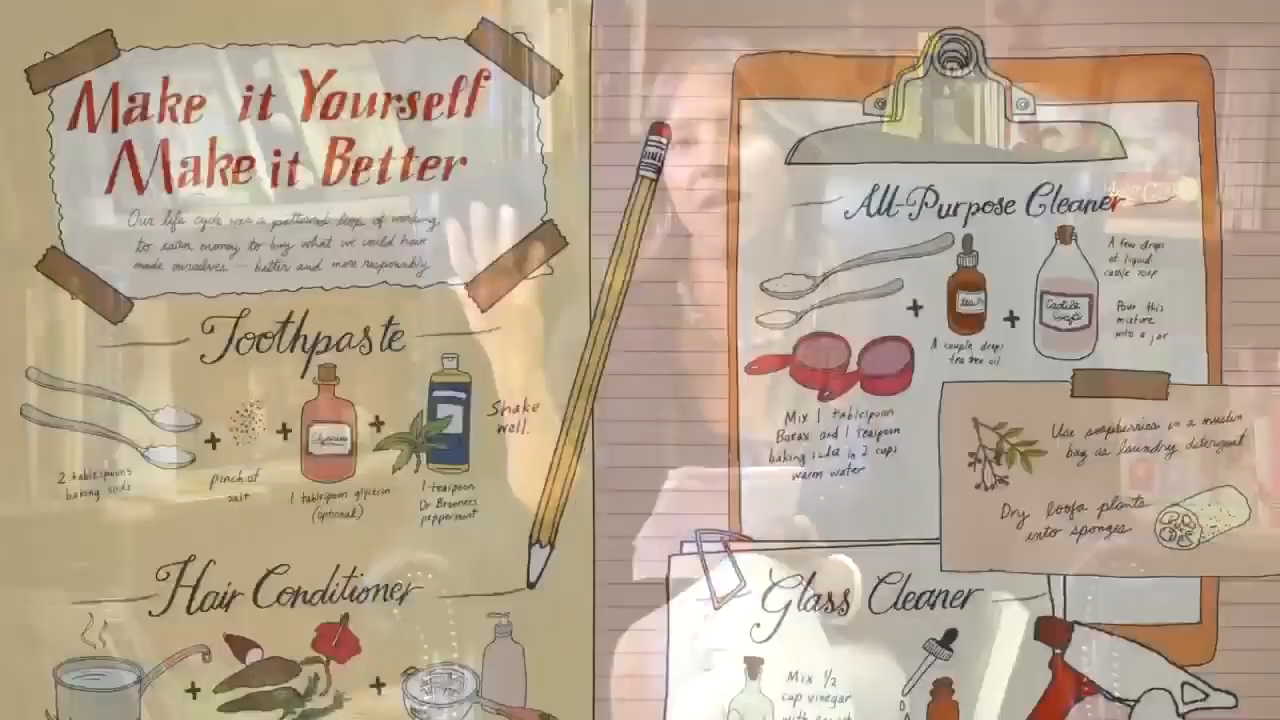 Make it Yourself
Make it Better
Our life cycle was a patterned loop of working,
to earn money to buy what we could have
made ourselves — better and more responsibly
Toothpaste
2 tablespoons
baking soda
pinch of
salt
1 tablespoon glycerin
(optional)
1 teaspoon
Dr Bronners
peppermint
Shake
well.
Hair Conditioner
All-Purpose Cleaner
Mix 1 tablespoon
Borax and 1 teaspoon
baking soda in 2 cups
warm water
A couple drops
tea tree oil
Castile
Soap
A few drops
of liquid
castile soap
Pour this
mixture
into a jar
Use soapberries in a muslin
bag as laundry detergent
Dry loofa plants
into sponges
Glass Cleaner
Mix 1/2
cup vinegar